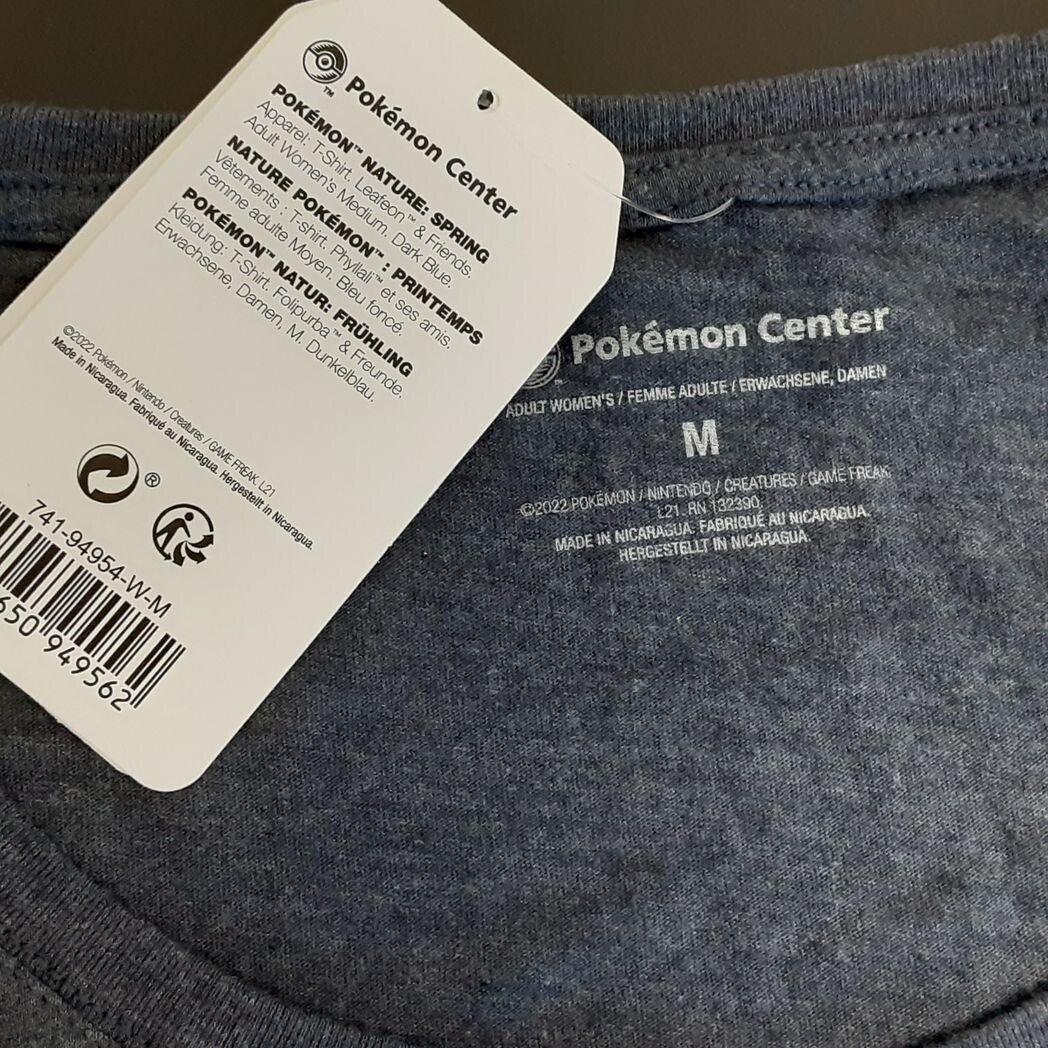 Pokémon Center
POKÉMON™ NATURE: SPRING
Apparel: T-Shirt. Leafeon™ & Friends.
Adult Women's Medium. Dark Blue.
NATURE POKÉMON™ : PRINTEMPS
Vêtements : T-shirt. Phyllali™ et ses amis.
Femme adulte Moyen. Bleu foncé.
POKÉMON™ NATUR: FRÜHLING
Kleidung: T-Shirt. Folipurba™ & Freunde.
Erwachsene, Damen, M. Dunkelblau.
©2022 Pokémon / Nintendo / Creatures / GAME FREAK. L21
Made in Nicaragua. Fabriqué au Nicaragua. Hergestellt in Nicaragua.
®
741-94954-W-M
650 949562
Pokémon Center
ADULT WOMEN'S / FEMME ADULTE / ERWACHSENE, DAMEN
M
©2022 POKÉMON / NINTENDO / CREATURES / GAME FREAK
L21. RN 132390.
MADE IN NICARAGUA. FABRIQUÉ AU NICARAGUA.
HERGESTELLT IN NICARAGUA.